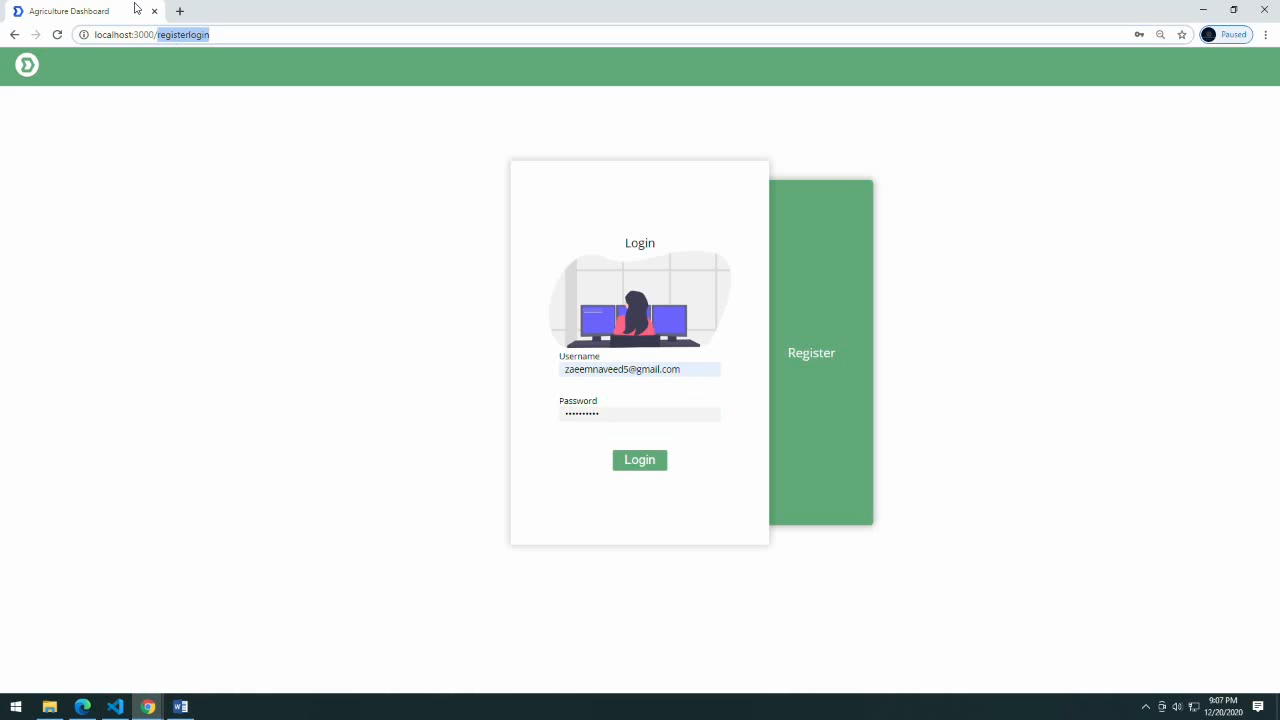 Agriculture Dashboard
localhost:3000/registerlogin
Paused
Login
Username
zaeemnaveed5@gmail.com
Password
••••••••••
Login
Register
9:07 PM
12/20/2020